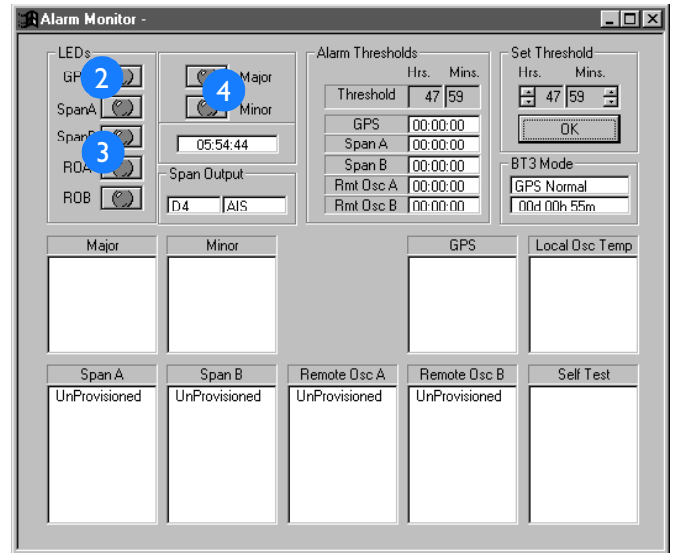 Alarm Monitor -
LEDs
GP
2
SpanA
Span
3
ROA
ROB
4
Major
Minor
05:54:44
Span Output
D4 AIS
Alarm Thresholds
Hrs. Mins.
Threshold 47 59
GPS 00:00:00
Span A 00:00:00
Span B 00:00:00
Rmt Osc A 00:00:00
Rmt Osc B 00:00:00
Set Threshold
Hrs. Mins.
47 59
OK
BT3 Mode
GPS Normal
00d 00h 55m
Major
Minor
GPS
Local Osc Temp
Span A
UnProvisioned
Span B
UnProvisioned
Remote Osc A
UnProvisioned
Remote Osc B
UnProvisioned
Self Test